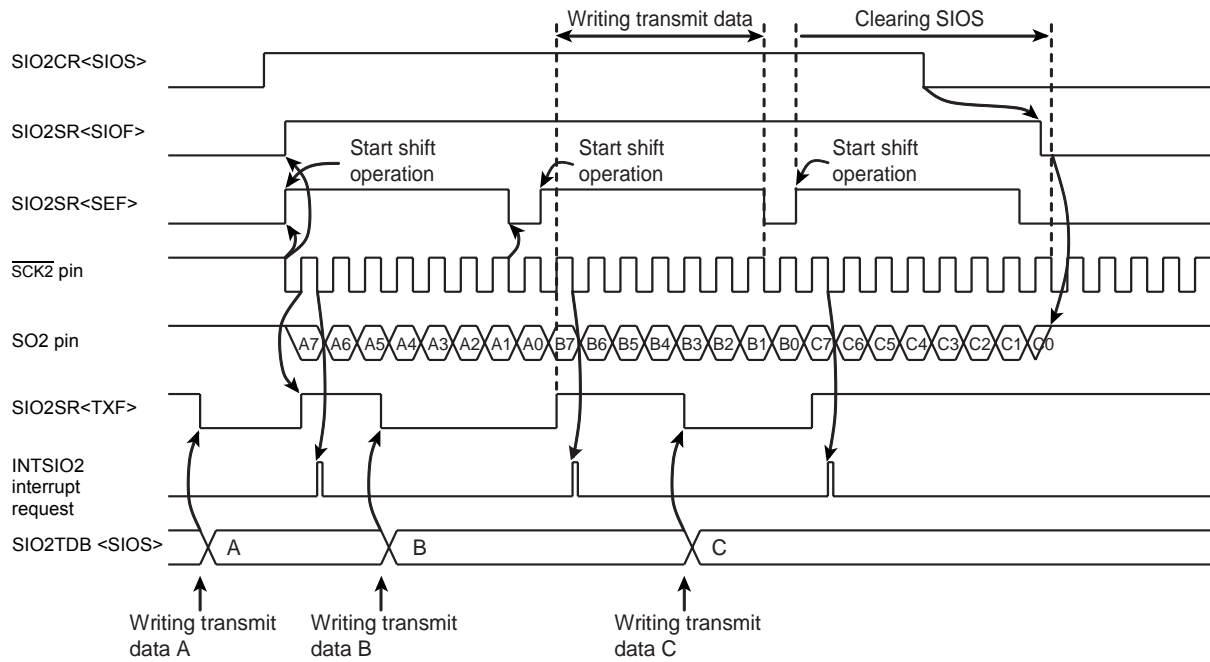 Writing transmit data
Clearing SIOS
SIO2CR<SIOS>
SIO2SR<SIOF>
Start shift
operation
Start shift
operation
Start shift
operation
SIO2SR<SEF>
SCK2 pin
SO2 pin
A7 A6 A5 A4 A3 A2 A1 A0 B7 B6 B5 B4 B3 B2 B1 B0 C7 C6 C5 C4 C3 C2 C1 C0
SIO2SR<TXF>
INTSIO2
interrupt
request
SIO2TDB <SIOS>
A
B
C
Writing transmit
data A
Writing transmit
data B
Writing transmit
data C